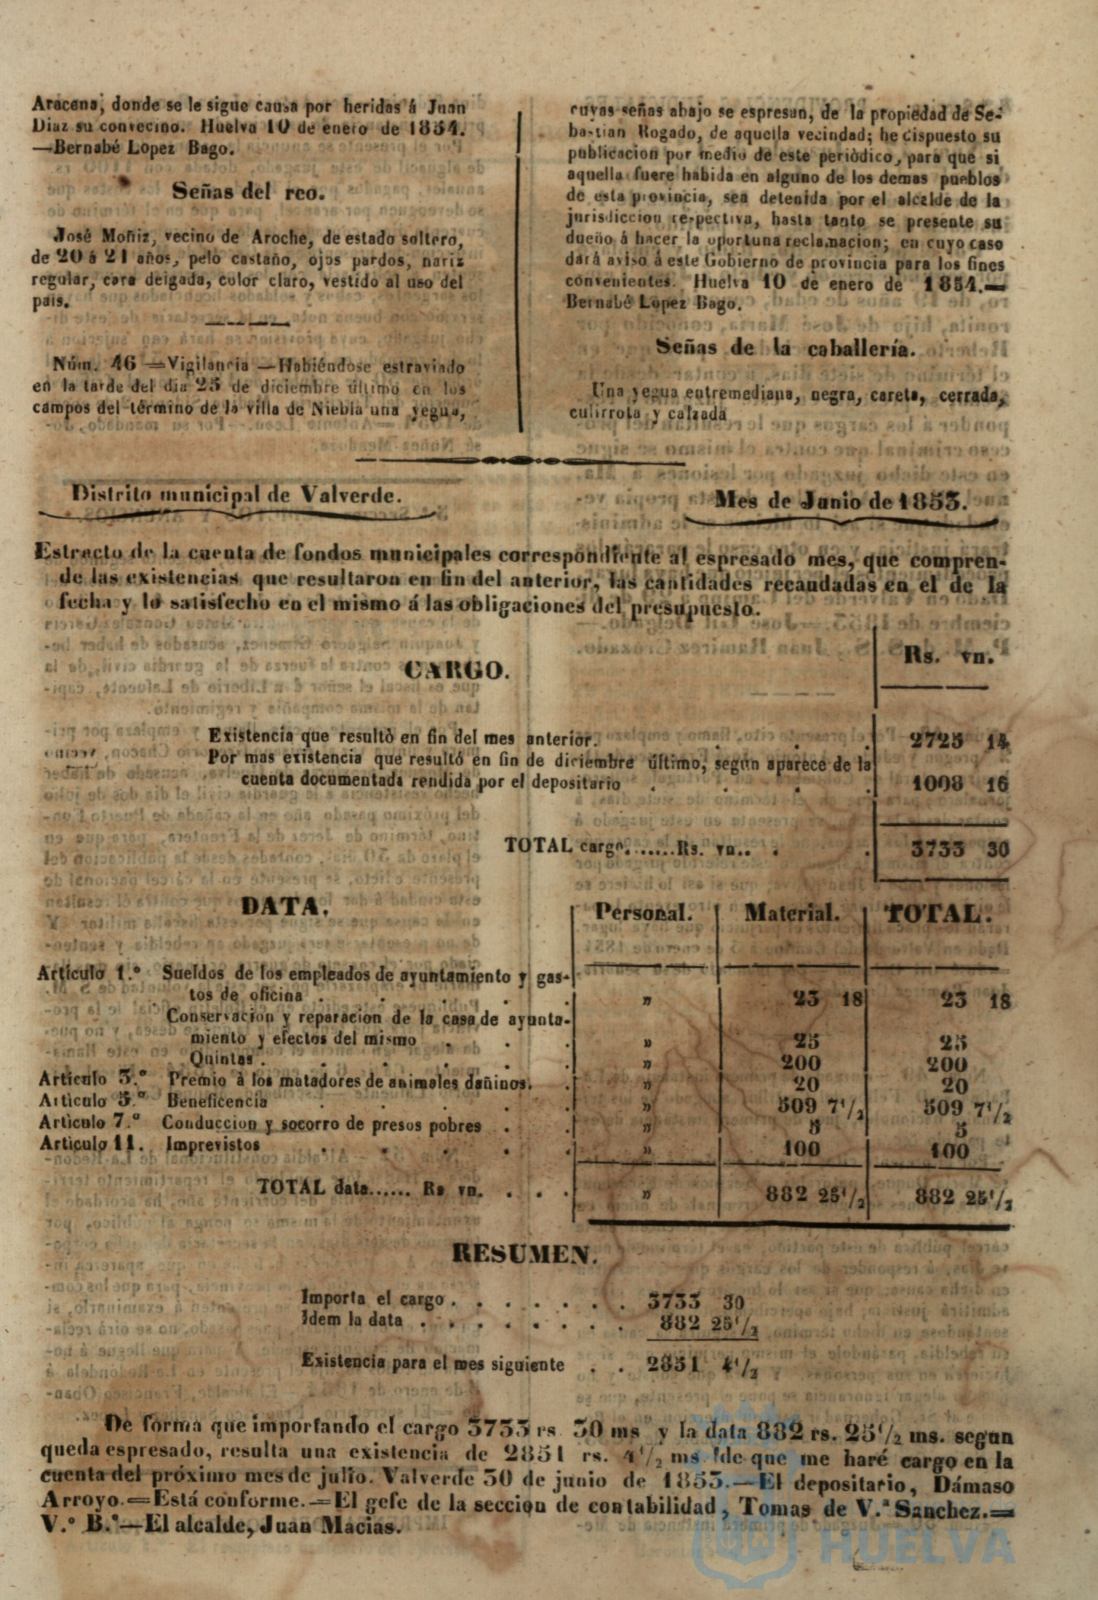 Aracena, donde se le sigue causa por heridas á Juan
Diaz su convecino. Huelva 10 de enero de 1854.
—Bernabé Lopez Bago.
Señas del reo.
José Moñiz, vecino de Aroche, de estado soltero,
de 20 á 21 años, pelo castaño, ojos pardos, nariz
regular, cara delgada, color claro, vestido al uso del
pais.
Núm. 46 —Vigilancia —Habiéndose estraviado
en la tarde del dia 25 de diciembre último en los
campos del término de la villa de Niebla una yegua,
cuyas señas abajo se espresan, de la propiedad de Se-
bastian Rogado, de aquella vecindad; he dispuesto su
publicacion por medio de este periódico, para que si
aquella fuere habida en alguno de los demas pueblos
de esta provincia, sea detenida por el alcalde de la
jurisdiccion respectiva, hasta tanto se presente su
dueño á hacer la oportuna reclamacion; en cuyo caso
dará aviso á este Gobierno de provincia para los fines
convenientes. Huelva 10 de enero de 1854.—
Bernabé Lopez Bago.
Señas de la caballería.
Una yegua entremediana, negra, careta, cerrada,
culirrota y calzada
Distrito municipal de Valverde.
Mes de Junio de 1853.
Estracto de la cuenta de fondos municipales correspondiente al espresado mes, que compren-
de las existencias que resultaron en fin del anterior, las cantidades recaudadas en el de la
fecha y lo satisfecho en el mismo á las obligaciones del presupuesto.
CARGO.
Rs. vn.
Existencia que resultó en fin del mes anterior. . . . 2725 14
Por mas existencia que resultó en fin de diciembre último, según aparece de la
cuenta documentada rendida por el depositario . . . . 1008 16
TOTAL cargo......Rs. vn.. . . 3733 30
DATA.
Personal. Material. TOTAL.
Artículo 1.º Sueldos de los empleados de ayuntamiento y gas-
tos de oficina . . . . . » 23 18 23 18
Conservacion y reparacion de la casa de ayunta-
miento y efectos del mismo . . . » 25 25
Quintas . . . . . . » 200 200
Artículo 3.º Premio á los matadores de animales dañinos. . » 20 20
Artículo 5.º Beneficencia . . . . . » 509 7 1/2 509 7 1/2
Artículo 7.º Conduccion y socorro de presos pobres . . » 5 5
Artículo 11. Imprevistos . . . . . » 100 100
TOTAL data...... Rs vn. . . . » 882 25 1/2 882 25 1/2
RESUMEN.
Importa el cargo . . . . . . . 3733 30
Idem la data . . . . . . . . 882 25 1/2
Existencia para el mes siguiente . . 2851 4 1/2
De forma que importando el cargo 3733 rs 30 ms y la data 882 rs. 25 1/2 ms. segun
queda espresado, resulta una existencia de 2851 rs. 4 1/2 ms de que me haré cargo en la
cuenta del próximo mes de julio. Valverde 30 de junio de 1853.—El depositario, Dámaso
Arroyo.=Está conforme.—El gefe de la seccion de contabilidad, Tomas de V.ª Sanchez.=
V.º B.º—El alcalde, Juan Macias.
HUELVA